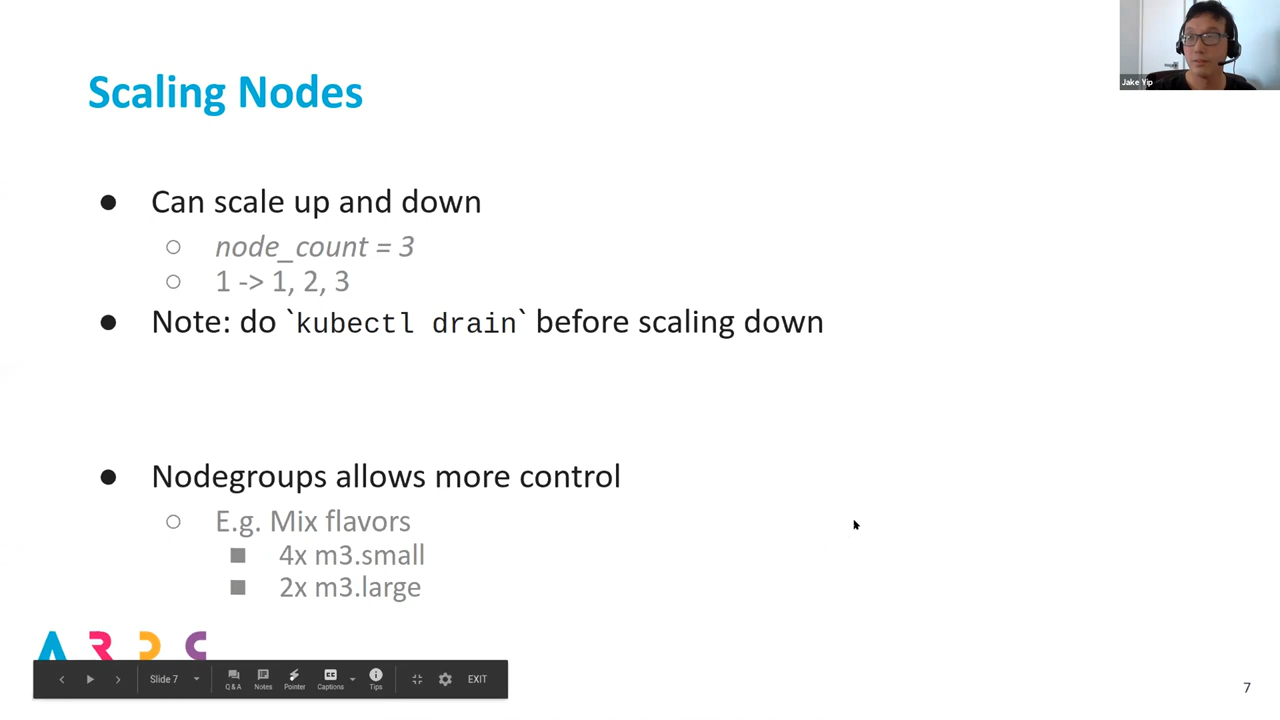 Jake Yip
Scaling Nodes
● Can scale up and down
○ node_count = 3
○ 1 -> 1, 2, 3
● Note: do `kubectl drain` before scaling down
● Nodegroups allows more control
○ E.g. Mix flavors
■ 4x m3.small
■ 2x m3.large
ARDC
Slide 7
Q & A
Notes
Pointer
Captions
Tips
EXIT
7